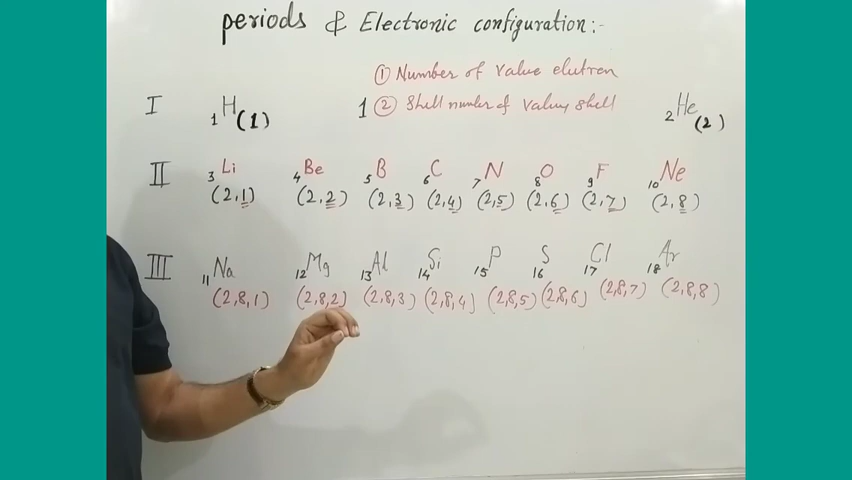 periods & Electronic configuration:-
① Number of Value elutron
I 1H(1) 1 ② Shell number of Valuy shell 2He(2)
II 3Li 4Be 5B 6C 7N 8O 9F 10Ne
(2,1) (2,2) (2,3) (2,4) (2,5) (2,6) (2,7) (2,8)
III 11Na 12Mg 13Al 14Si 15P 16S 17Cl 18Ar
(2,8,1) (2,8,2) (2,8,3) (2,8,4) (2,8,5) (2,8,6) (2,8,7) (2,8,8)